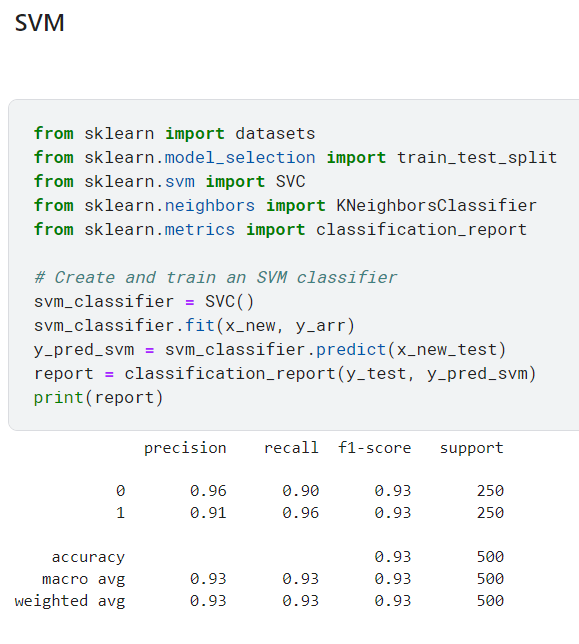 SVM
from sklearn import datasets
from sklearn.model_selection import train_test_split
from sklearn.svm import SVC
from sklearn.neighbors import KNeighborsClassifier
from sklearn.metrics import classification_report
# Create and train an SVM classifier
svm_classifier = SVC()
svm_classifier.fit(x_new, y_arr)
y_pred_svm = svm_classifier.predict(x_new_test)
report = classification_report(y_test, y_pred_svm)
print(report)
precision recall f1-score support
0 0.96 0.90 0.93 250
1 0.91 0.96 0.93 250
accuracy 0.93 500
macro avg 0.93 0.93 0.93 500
weighted avg 0.93 0.93 0.93 500